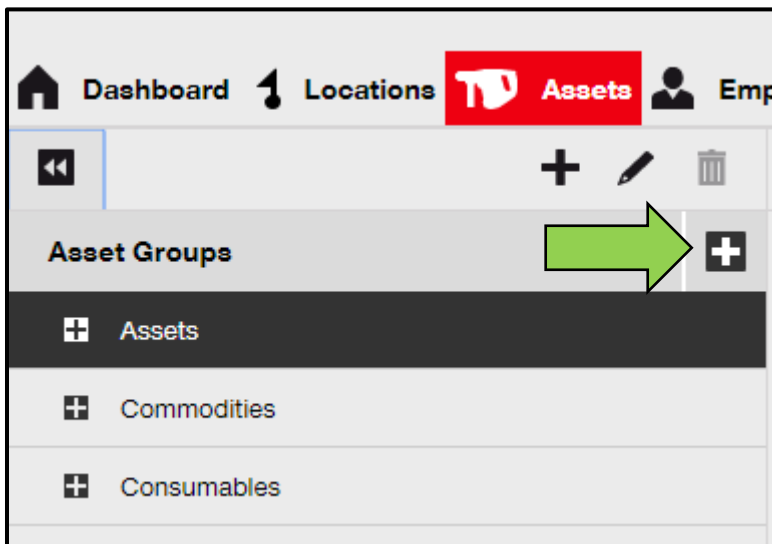 Dashboard Locations Assets Emp
Asset Groups
Assets
Commodities
Consumables